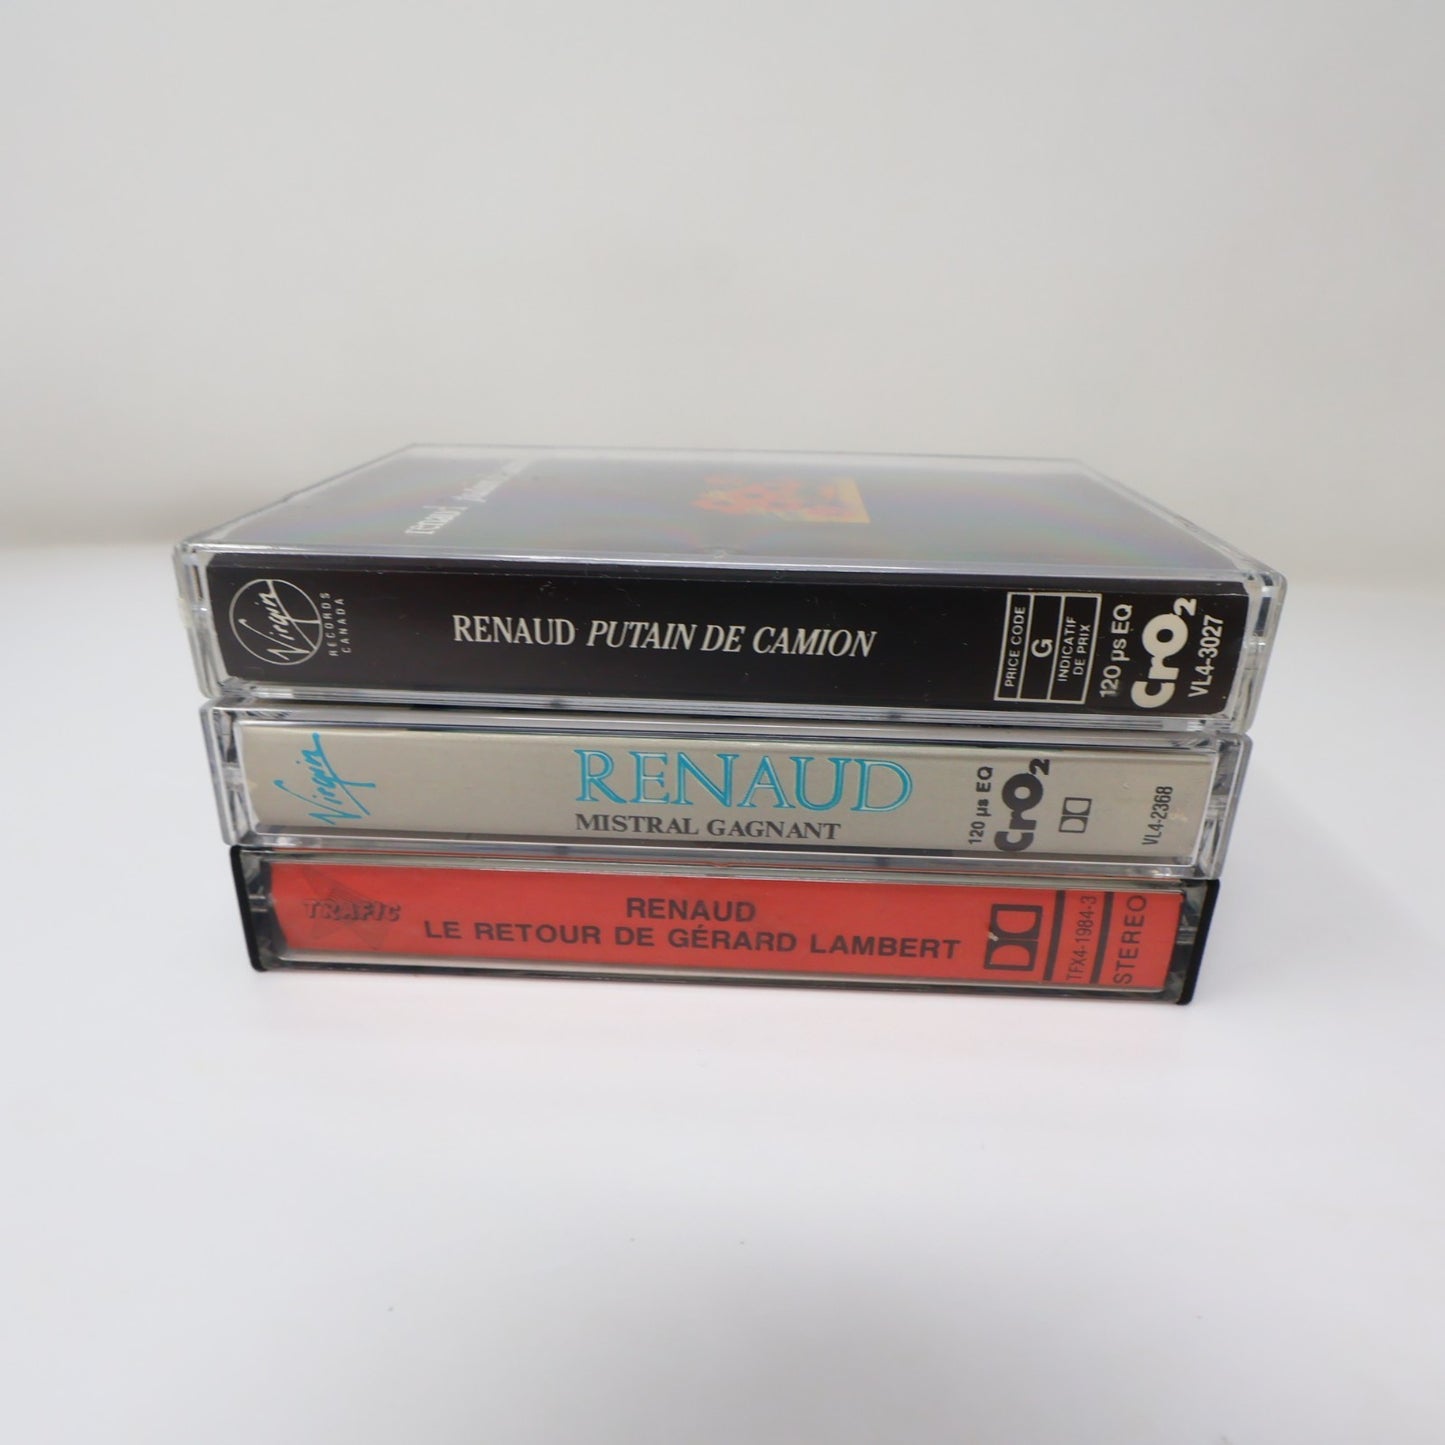 renaud
Virgin
RECORDS
CANADA
RENAUD PUTAIN DE CAMION
PRICE CODE
G
INDICATIF
DE PRIX
120 µs EQ
CrO2
VL4-3027
Virgin
RENAUD
MISTRAL GAGNANT
120 µs EQ
CrO2
VL4-2368
TRAFIC
RENAUD
LE RETOUR DE GÉRARD LAMBERT
TFX4-1984-3
STEREO